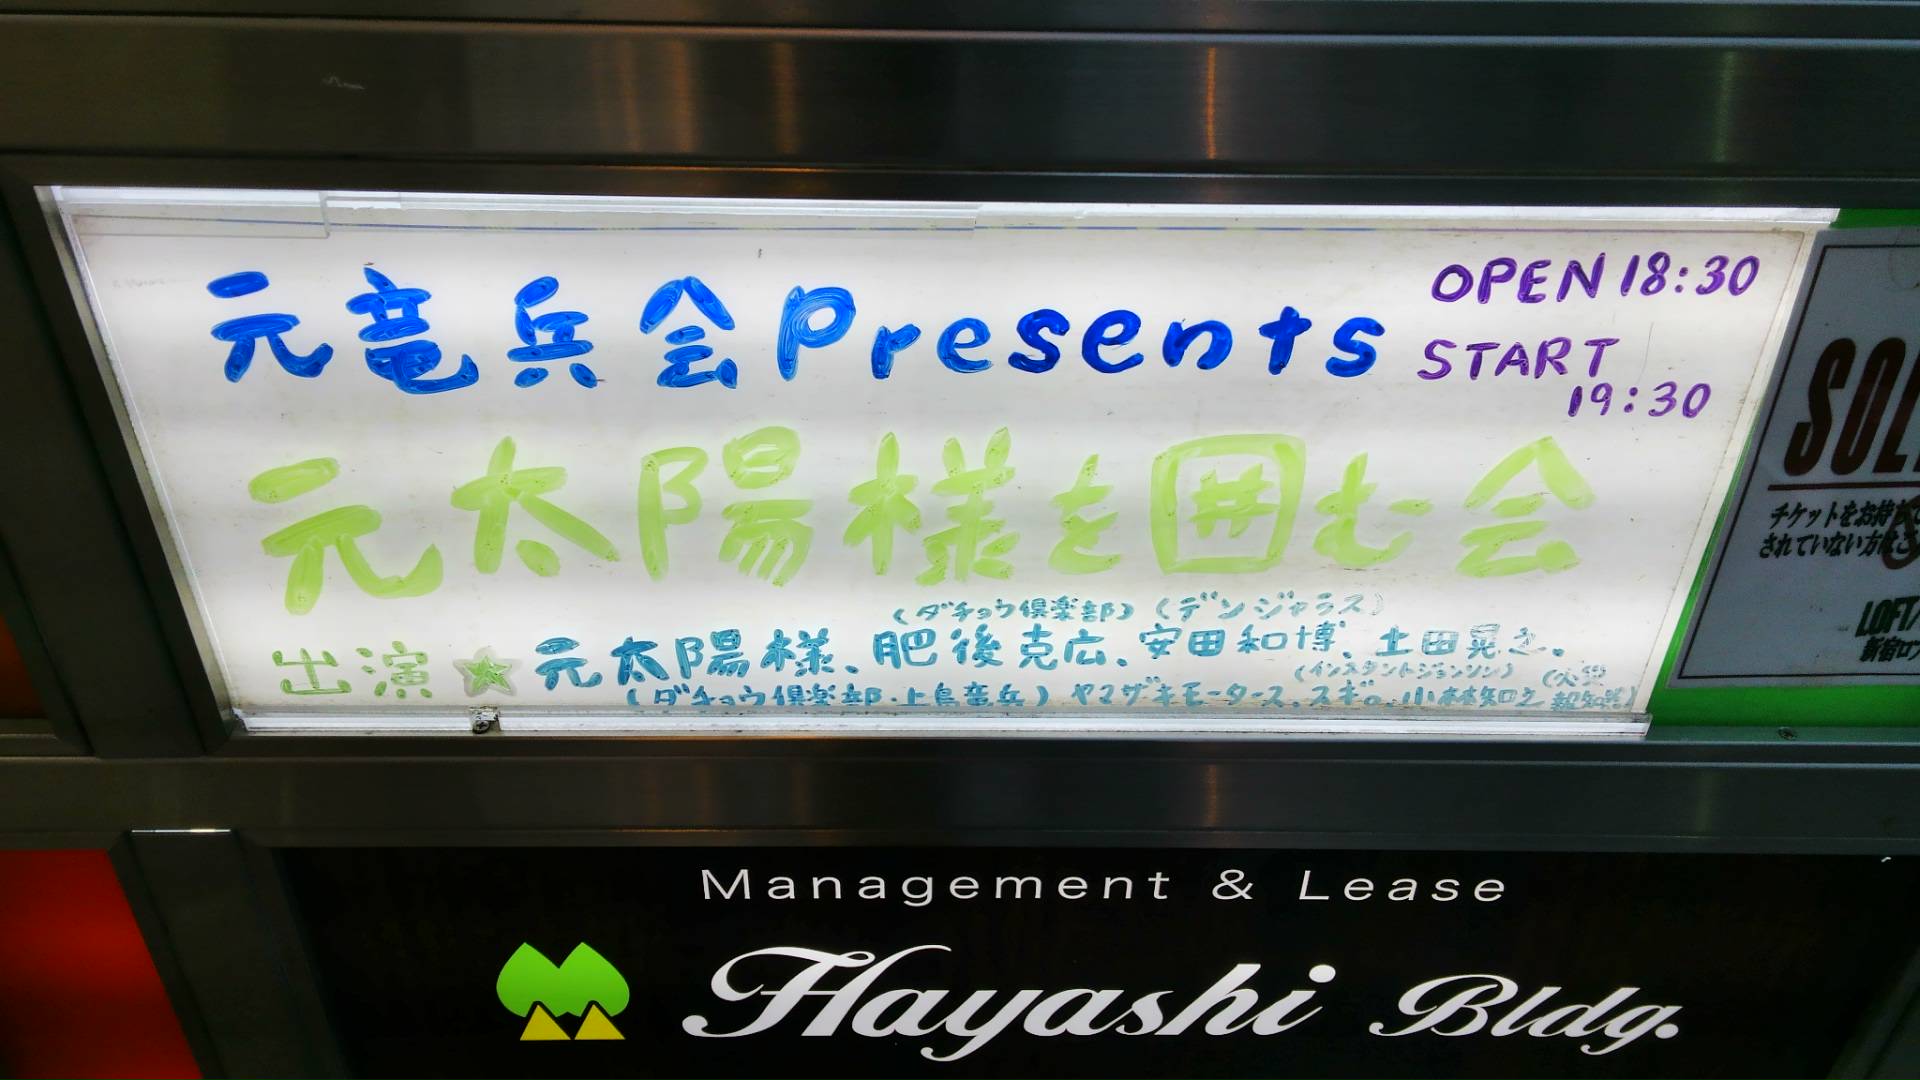 元竜兵会Presents
OPEN 18:30
START
19:30
元太陽様を囲む会
(ダチョウ倶楽部) (デンジャラス)
出演☆元太陽様、肥後克広、安田和博、土田晃之、
(インスタントジョンソン)
(ダチョウ倶楽部・上島竜兵) ヤマザキモータース、スギ。、小林知之
SOL
チケットをお持ち
されていない方は
LOFT/
新宿ロフ
Management & Lease
Hayashi Bldg.